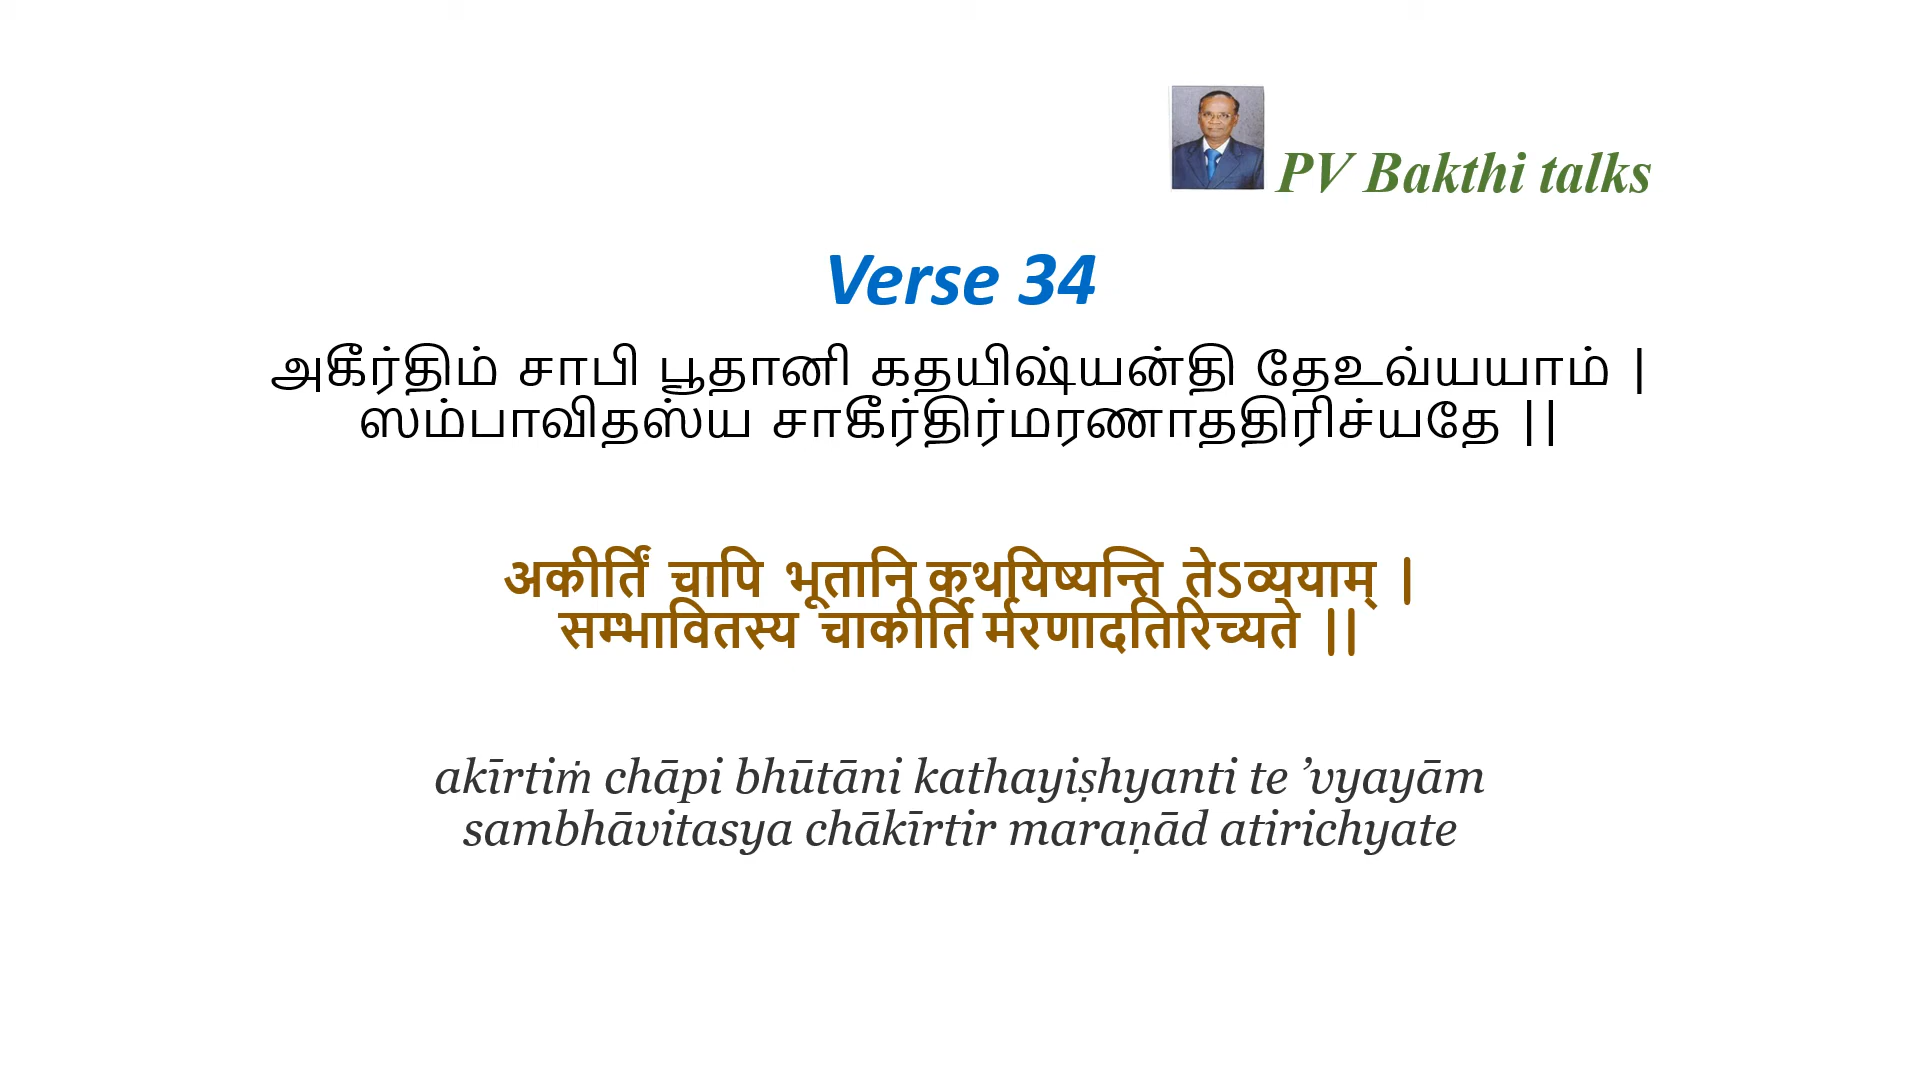 PV Bakthi talks
Verse 34
அகீர்திம் சாபி பூதானி கதயிஷ்யன்தி தேஉவ்யயாம் |
ஸம்பாவிதஸ்ய சாகீர்திர்மரணாததிரிச்யதே ||
अकीर्तिं चापि भूतानि कथयिष्यन्ति तेऽव्ययाम् |
सम्भावितस्य चाकीर्ति र्मरणादतिरिच्यते ||
akīrtiṁ chāpi bhūtāni kathayiṣhyanti te ’vyayām
sambhāvitasya chākīrtir maraṇād atirichyate